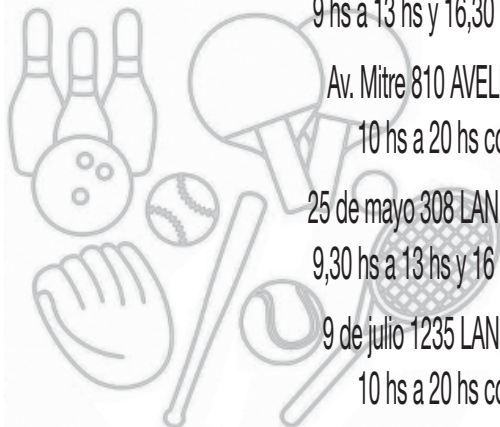 9 hs a 13 hs y 16,30
Av. Mitre 810 AVEL
10 hs a 20 hs co
25 de mayo 308 LAN
9,30 hs a 13 hs y 16
9 de julio 1235 LAN
10 hs a 20 hs co